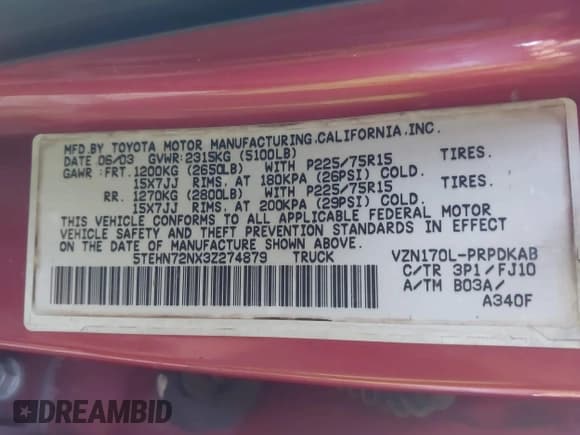 MFD.BY TOYOTA MOTOR MANUFACTURING.CALIFORNIA.INC.
DATE 06/03 GVWR:2315KG (5100LB)
GAWR:FRT.1200KG (2650LB) WITH P225/75R15 TIRES.
15X7JJ RIMS, AT 180KPA (26PSI) COLD.
RR. 1270KG (2800LB) WITH P225/75R15 TIRES.
15X7JJ RIMS, AT 200KPA (29PSI) COLD.
THIS VEHICLE CONFORMS TO ALL APPLICABLE FEDERAL MOTOR
VEHICLE SAFETY AND THEFT PREVENTION STANDARDS IN EFFECT
ON THE DATE OF MANUFACTURE SHOWN ABOVE.
5TEHN72NX3Z274879 TRUCK VZN170L-PRPDKAB
C/TR 3P1/FJ10
A/TM B03A/
A340F
DREAMBID